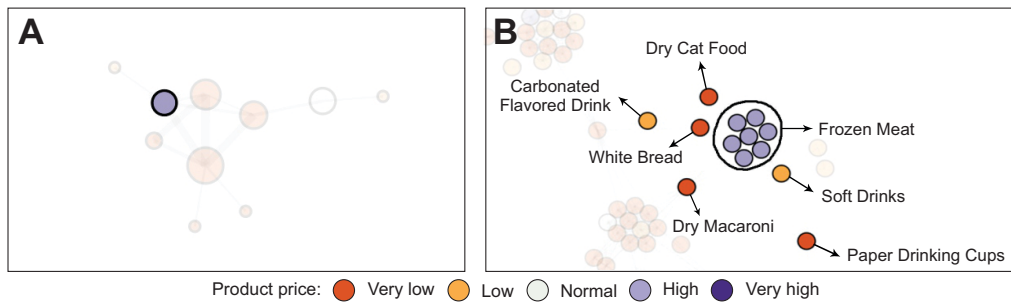 A
B
Dry Cat Food
Carbonated
Flavored Drink
Frozen Meat
White Bread
Soft Drinks
Dry Macaroni
Paper Drinking Cups
Product price: Very low Low Normal High Very high